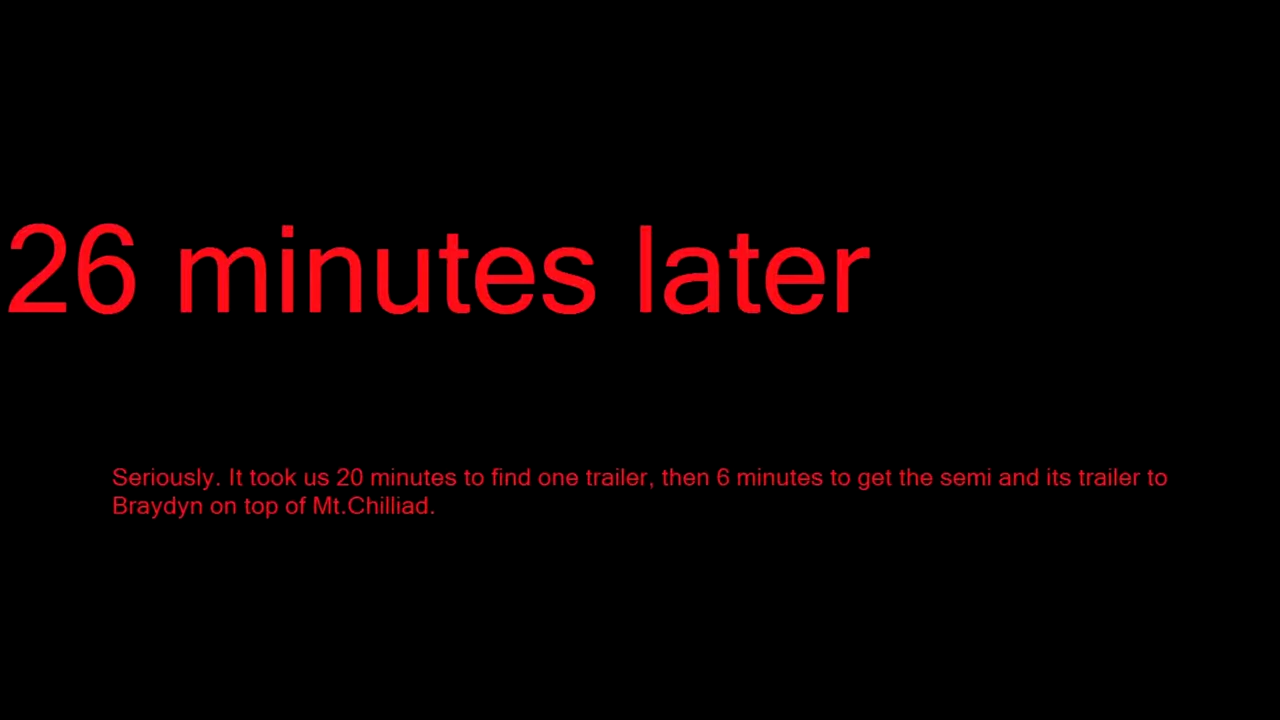 26 minutes later
Seriously. It took us 20 minutes to find one trailer, then 6 minutes to get the semi and its trailer to
Braydyn on top of Mt.Chilliad.